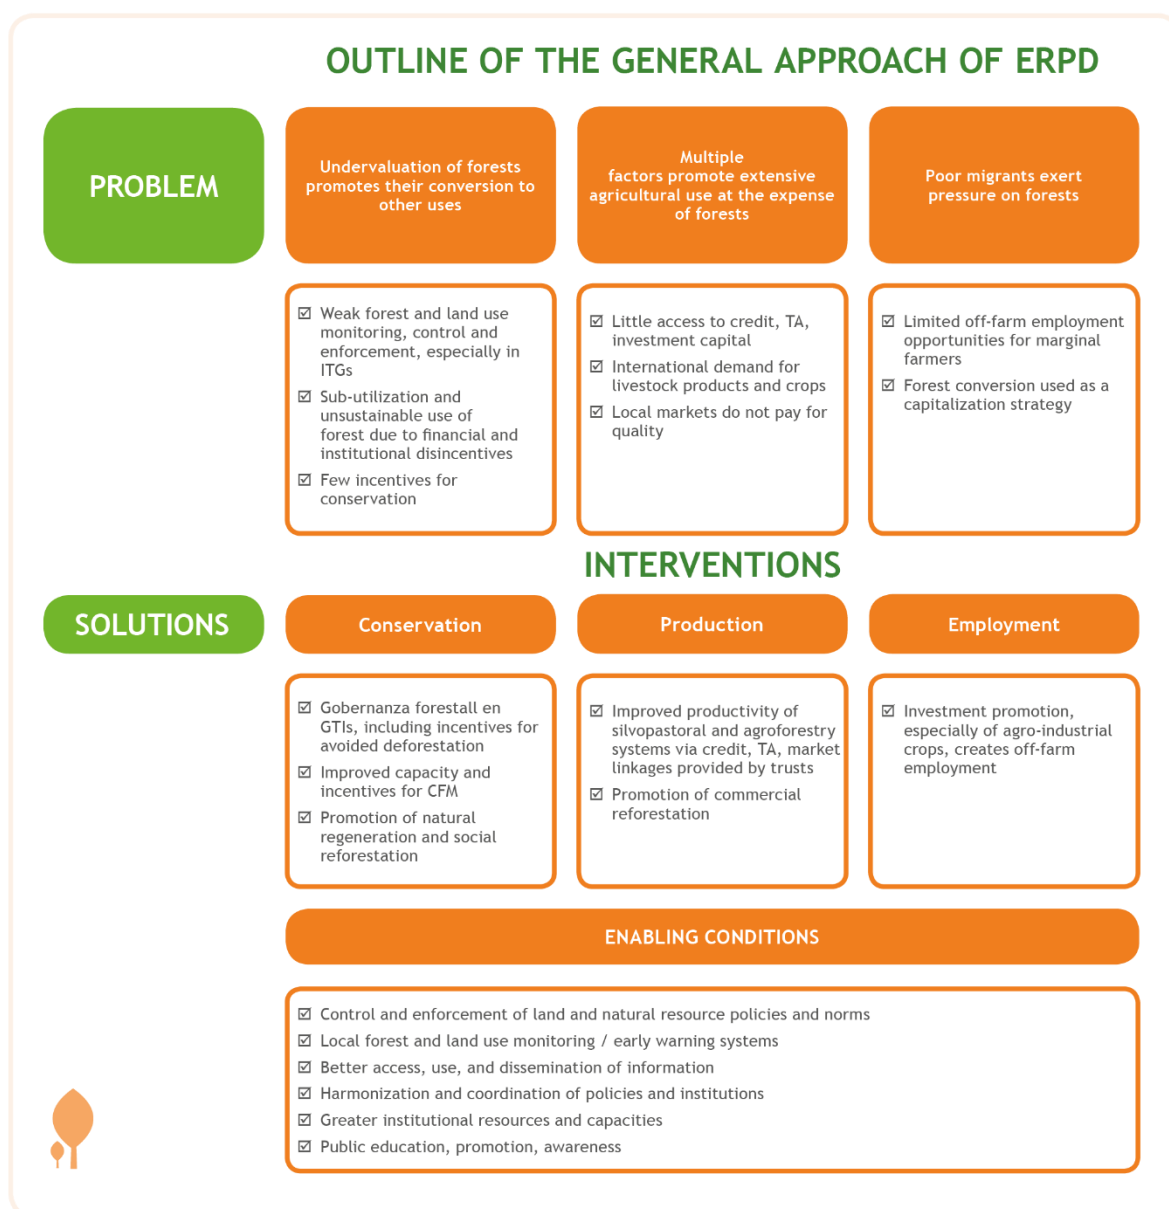 OUTLINE OF THE GENERAL APPROACH OF ERPD
PROBLEM
Undervaluation of forests
promotes their conversion to
other uses
Multiple
factors promote extensive
agricultural use at the expense
of forests
Poor migrants exert
pressure on forests
☑ Weak forest and land use
monitoring, control and
enforcement, especially in
ITGs
☑ Sub-utilization and
unsustainable use of
forest due to financial and
institutional disincentives
☑ Few incentives for
conservation
☑ Little access to credit, TA,
investment capital
☑ International demand for
livestock products and crops
☑ Local markets do not pay for
quality
☑ Limited off-farm employment
opportunities for marginal
farmers
☑ Forest conversion used as a
capitalization strategy
INTERVENTIONS
SOLUTIONS
Conservation
Production
Employment
☑ Gobernanza forestall en
GTIs, including incentives for
avoided deforestation
☑ Improved capacity and
incentives for CFM
☑ Promotion of natural
regeneration and social
reforestation
☑ Improved productivity of
silvopastoral and agroforestry
systems via credit, TA, market
linkages provided by trusts
☑ Promotion of commercial
reforestation
☑ Investment promotion,
especially of agro-industrial
crops, creates off-farm
employment
ENABLING CONDITIONS
☑ Control and enforcement of land and natural resource policies and norms
☑ Local forest and land use monitoring / early warning systems
☑ Better access, use, and dissemination of information
☑ Harmonization and coordination of policies and institutions
☑ Greater institutional resources and capacities
☑ Public education, promotion, awareness